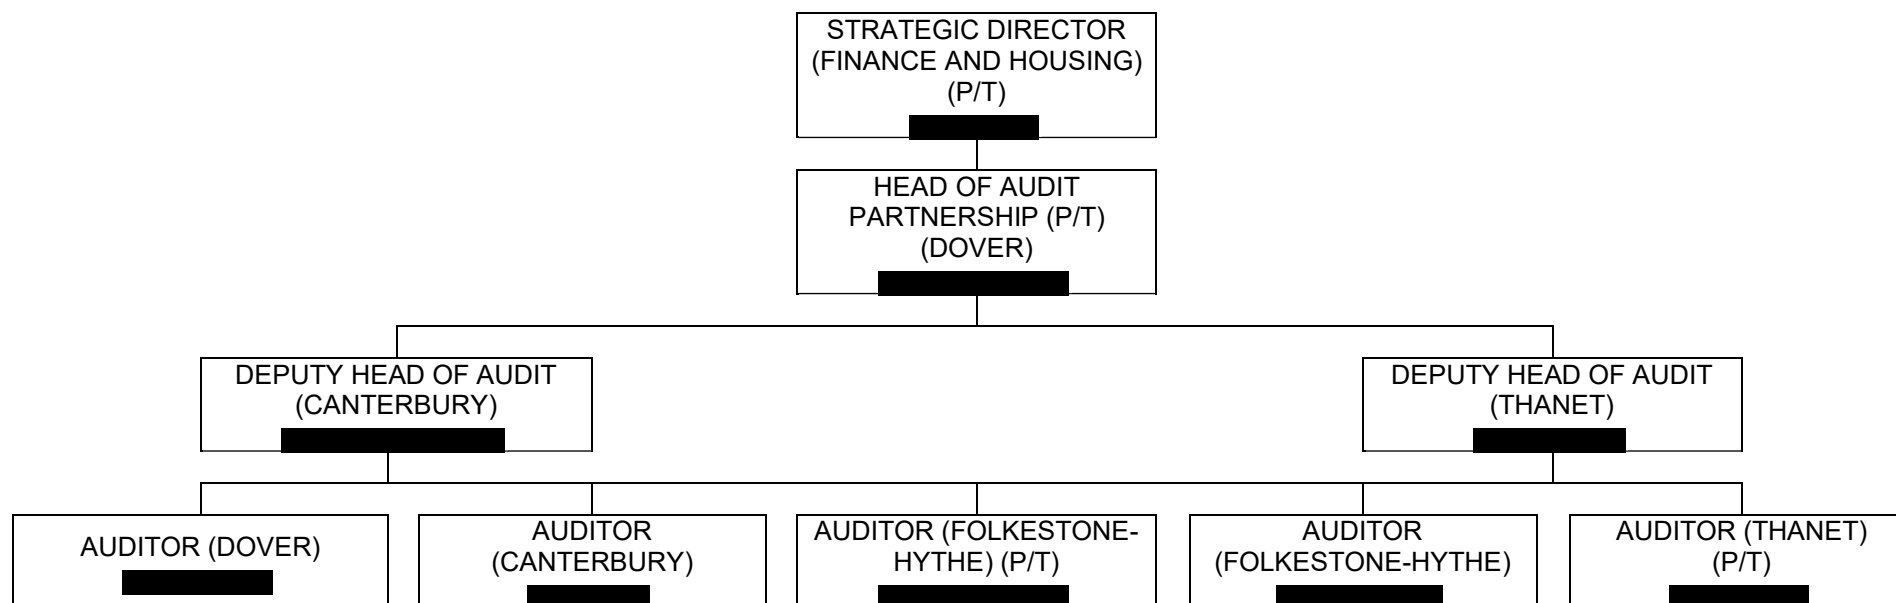 STRATEGIC DIRECTOR
(FINANCE AND HOUSING)
(P/T)
HEAD OF AUDIT
PARTNERSHIP (P/T)
(DOVER)
DEPUTY HEAD OF AUDIT
(CANTERBURY)
DEPUTY HEAD OF AUDIT
(THANET)
AUDITOR (DOVER)
AUDITOR
(CANTERBURY)
AUDITOR (FOLKESTONE-
HYTHE) (P/T)
AUDITOR
(FOLKESTONE-HYTHE)
AUDITOR (THANET)
(P/T)